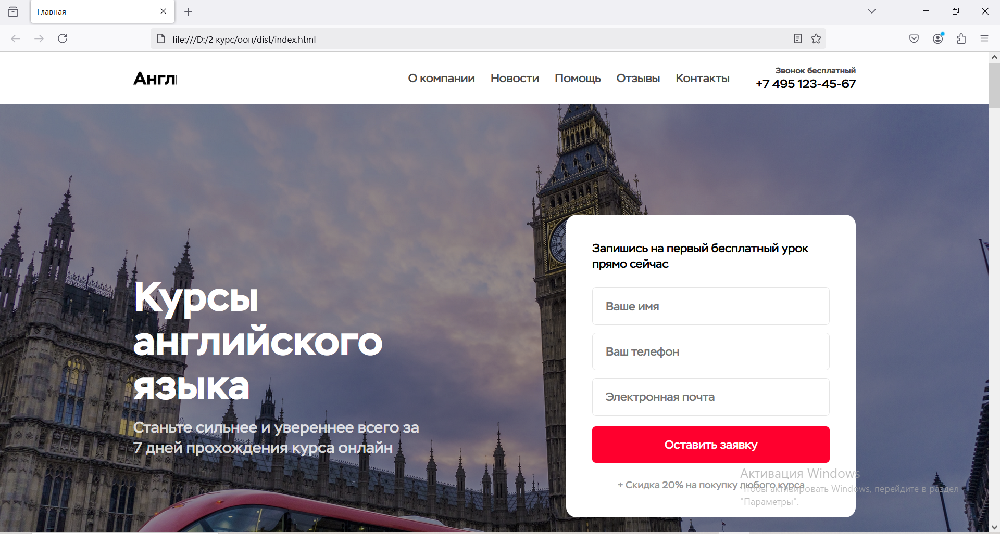 Главная
file:///D:/2 курс/ооп/dist/index.html
Англ
О компании Новости Помощь Отзывы Контакты
Звонок бесплатный
+7 495 123-45-67
Запишись на первый бесплатный урок
прямо сейчас
Ваше имя
Ваш телефон
Электронная почта
Оставить заявку
+ Скидка 20% на покупку любого курса
Курсы
английского
языка
Станьте сильнее и увереннее всего за
7 дней прохождения курса онлайн
Активация Windows
Чтобы активировать Windows, перейдите в раздел
"Параметры".